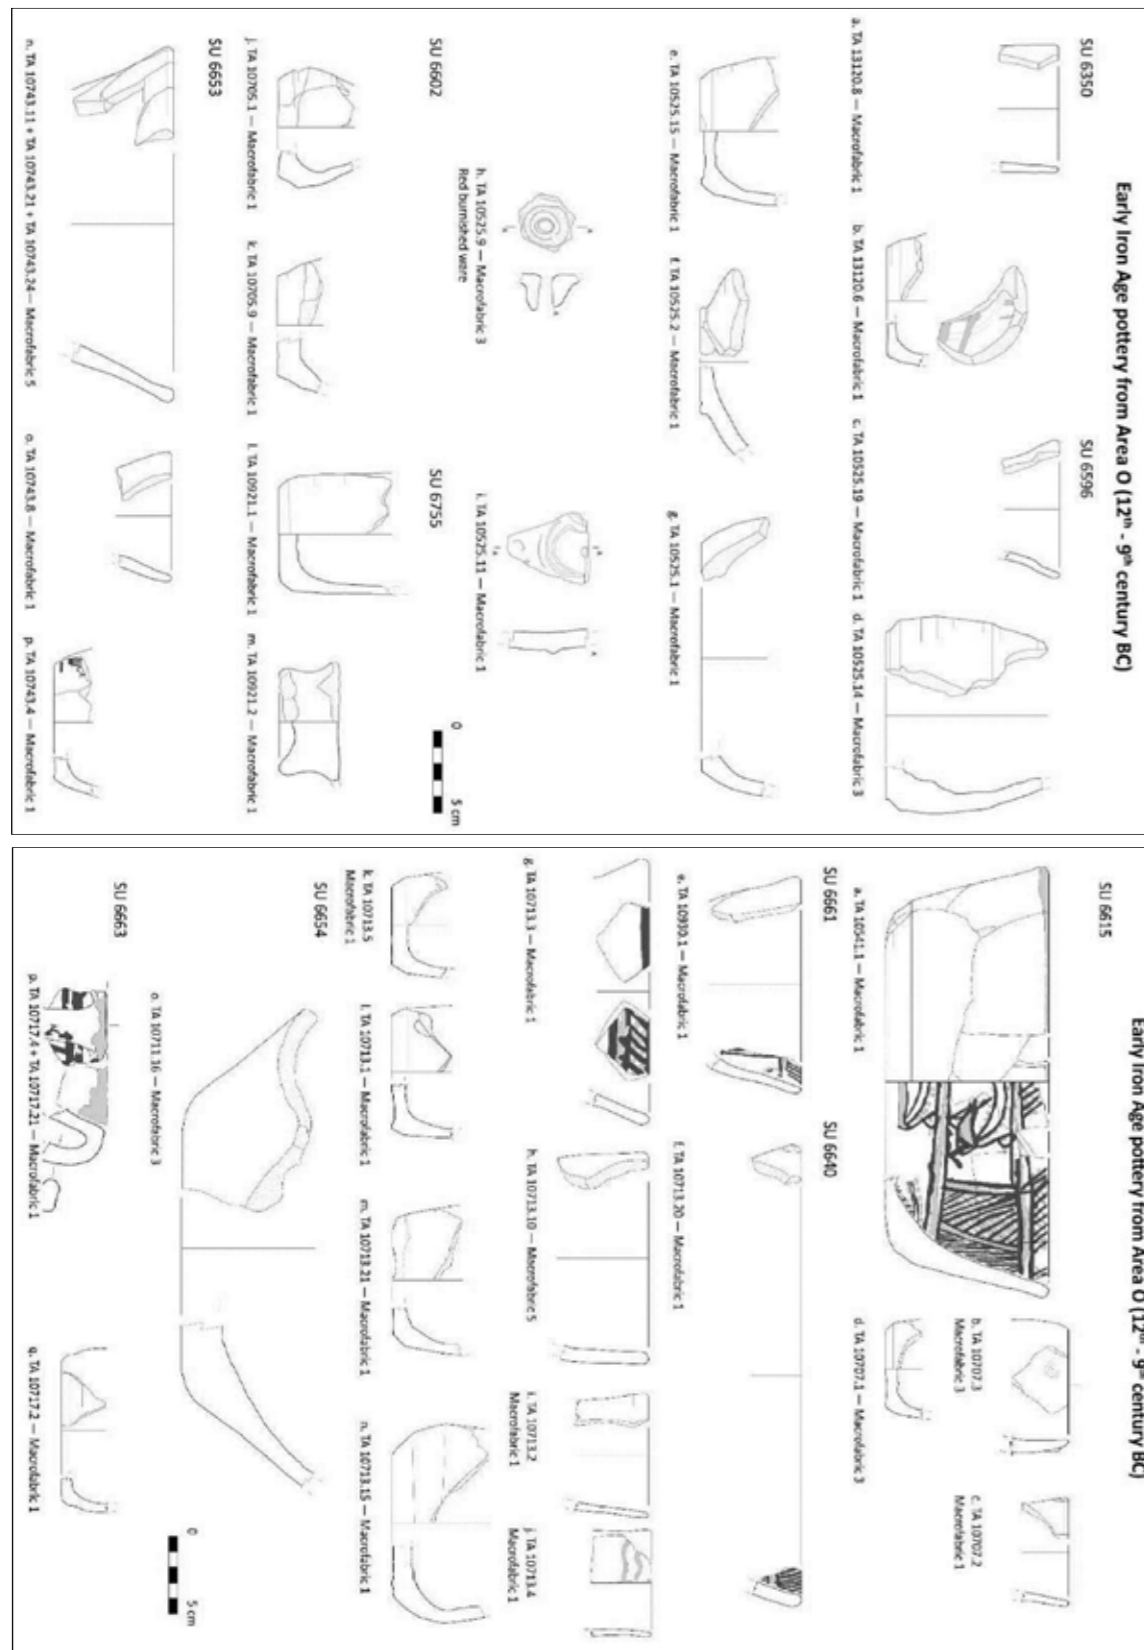 Early Iron Age pottery from Area O (12th - 9th century BC)
SU 6350
SU 6596
a. TA 13120.8 — Macrofabric 1
b. TA 13120.6 — Macrofabric 1
c. TA 10525.19 — Macrofabric 1
d. TA 10525.14 — Macrofabric 3
e. TA 10525.15 — Macrofabric 1
f. TA 10525.2 — Macrofabric 1
g. TA 10525.1 — Macrofabric 1
h. TA 10525.9 — Macrofabric 3
Red burnished ware
i. TA 10525.11 — Macrofabric 1
SU 6602
SU 6755
0
5 cm
j. TA 10705.1 — Macrofabric 1
k. TA 10705.9 — Macrofabric 1
l. TA 10921.1 — Macrofabric 1
m. TA 10921.2 — Macrofabric 1
SU 6653
n. TA 10743.11 + TA 10743.21 + TA 10743.24— Macrofabric 5
o. TA 10743.8 — Macrofabric 1
p. TA 10743.4 — Macrofabric 1
Early Iron Age pottery from Area O (12th - 9th century BC)
SU 6615
a. TA 10541.1 — Macrofabric 1
b. TA 10707.3
Macrofabric 3
c. TA 10707.2
Macrofabric 1
d. TA 10707.1 — Macrofabric 3
SU 6661
SU 6640
e. TA 10930.1 — Macrofabric 1
f. TA 10713.20 — Macrofabric 1
g. TA 10713.3 — Macrofabric 1
h. TA 10713.10 — Macrofabric 5
i. TA 10713.2
Macrofabric 1
j. TA 10713.4
Macrofabric 1
k. TA 10713.5
Macrofabric 1
l. TA 10713.1 — Macrofabric 1
m. TA 10713.21 — Macrofabric 1
n. TA 10713.15 — Macrofabric 1
SU 6654
o. TA 10711.16 — Macrofabric 3
0
5 cm
SU 6663
p. TA 10717.4 + TA 10717.21 — Macrofabric 1
q. TA 10717.2 — Macrofabric 1